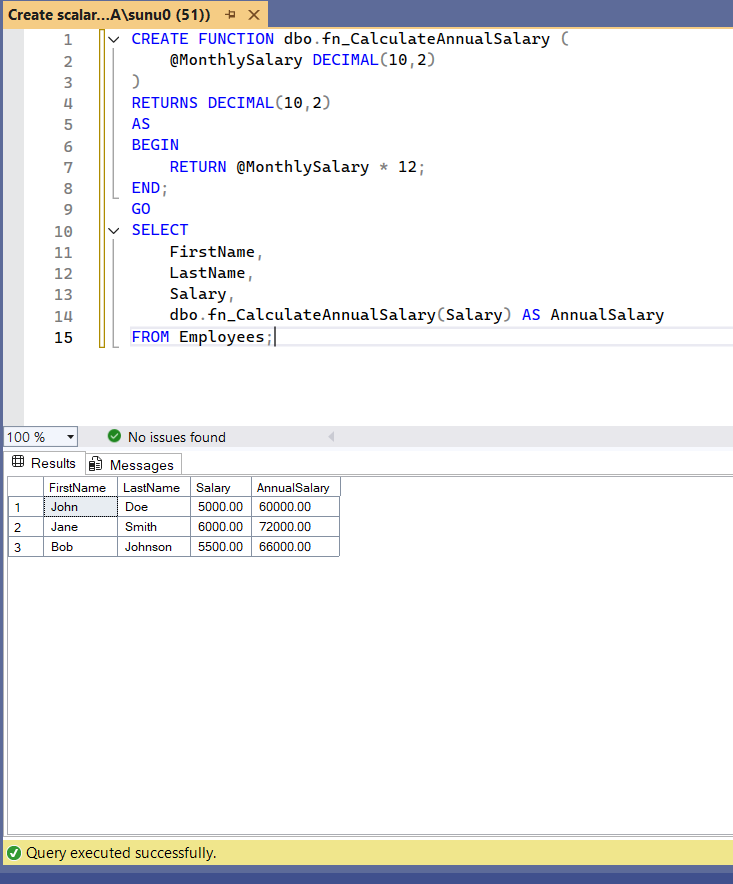 Create scalar...A\sunu0 (51))
1 CREATE FUNCTION dbo.fn_CalculateAnnualSalary (
2     @MonthlySalary DECIMAL(10,2)
3 )
4 RETURNS DECIMAL(10,2)
5 AS
6 BEGIN
7     RETURN @MonthlySalary * 12;
8 END;
9 GO
10 SELECT
11     FirstName,
12     LastName,
13     Salary,
14     dbo.fn_CalculateAnnualSalary(Salary) AS AnnualSalary
15 FROM Employees;
100 % No issues found
Results Messages
FirstName LastName Salary AnnualSalary
1 John Doe 5000.00 60000.00
2 Jane Smith 6000.00 72000.00
3 Bob Johnson 5500.00 66000.00
Query executed successfully.